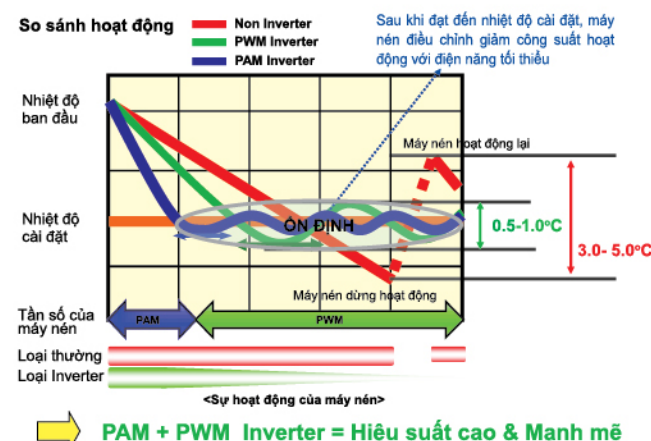 So sánh hoạt động
Non Inverter
PWM Inverter
PAM Inverter
Sau khi đạt đến nhiệt độ cài đặt, máy
nén điều chỉnh giảm công suất hoạt
động với điện năng tối thiểu
Nhiệt độ
ban đầu
Máy nén hoạt động lại
Nhiệt độ
cài đặt
ỔN ĐỊNH
0.5-1.0°C
3.0- 5.0°C
Máy nén dừng hoạt động
Tần số của
máy nén
PAM
PWM
Loại thường
Loại Inverter
<Sự hoạt động của máy nén>
PAM + PWM Inverter = Hiệu suất cao & Mạnh mẽ